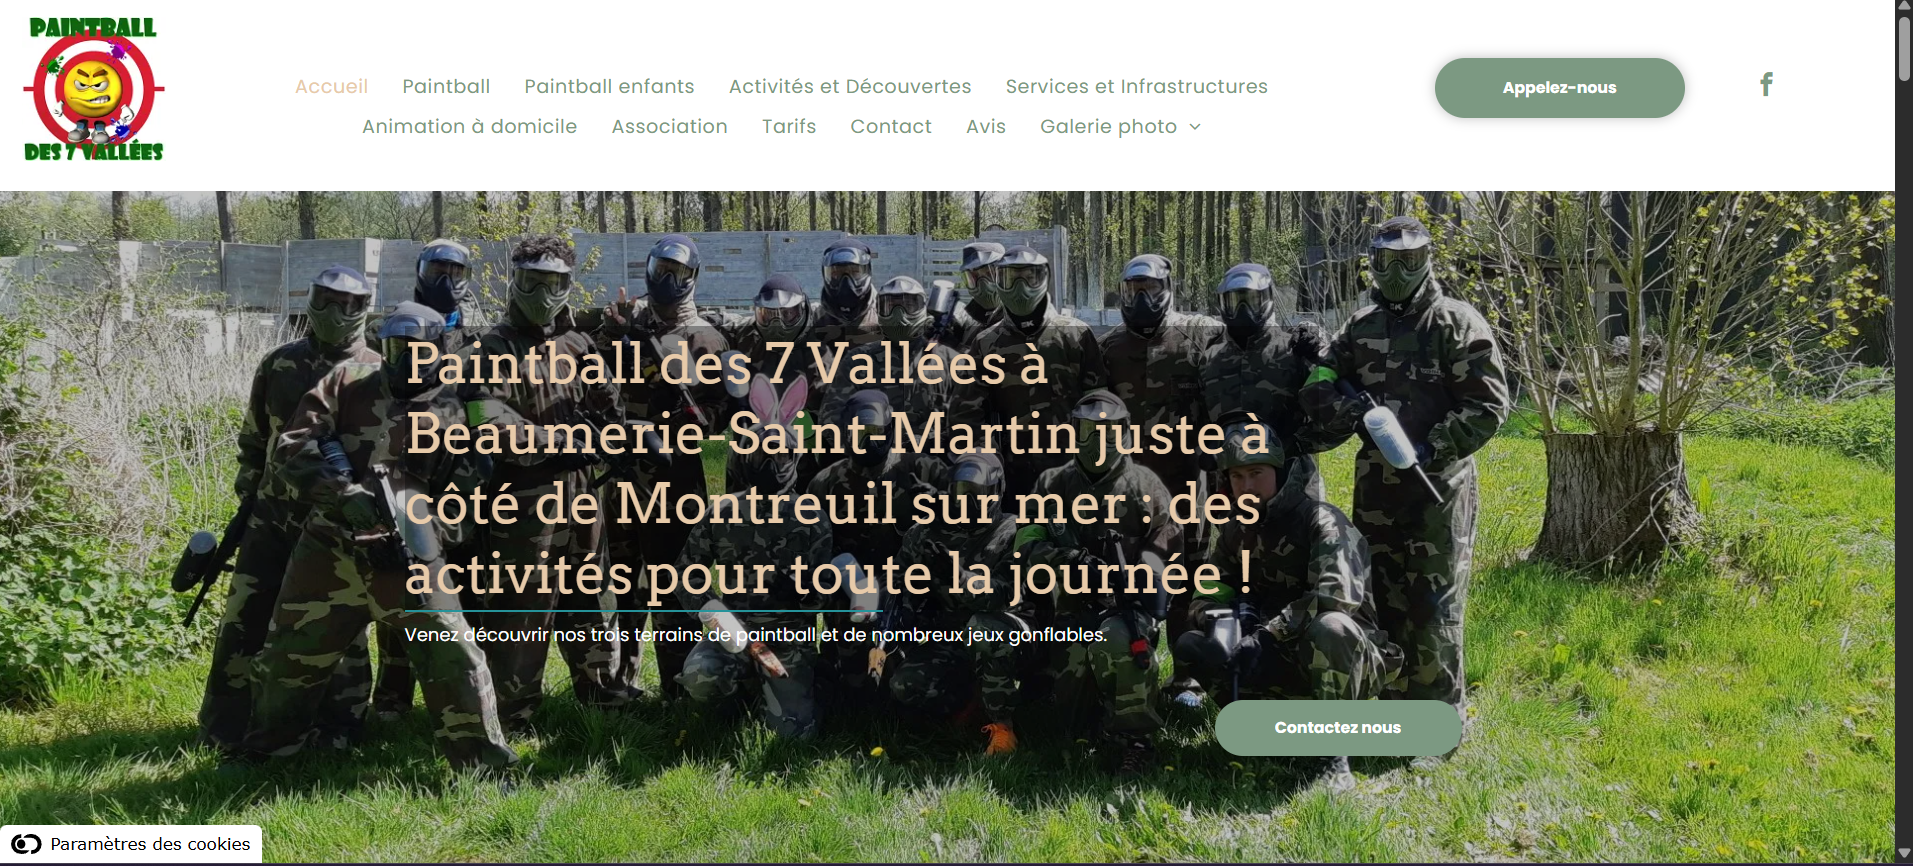 PAINTBALL
DES 7 VALLÉES
Accueil Paintball Paintball enfants Activités et Découvertes Services et Infrastructures
Animation à domicile Association Tarifs Contact Avis Galerie photo
Appelez-nous
f
Paintball des 7 Vallées à
Beaumerie-Saint-Martin juste à
côté de Montreuil sur mer : des
activités pour toute la journée !
Venez découvrir nos trois terrains de paintball et de nombreux jeux gonflables.
Contactez nous
Paramètres des cookies